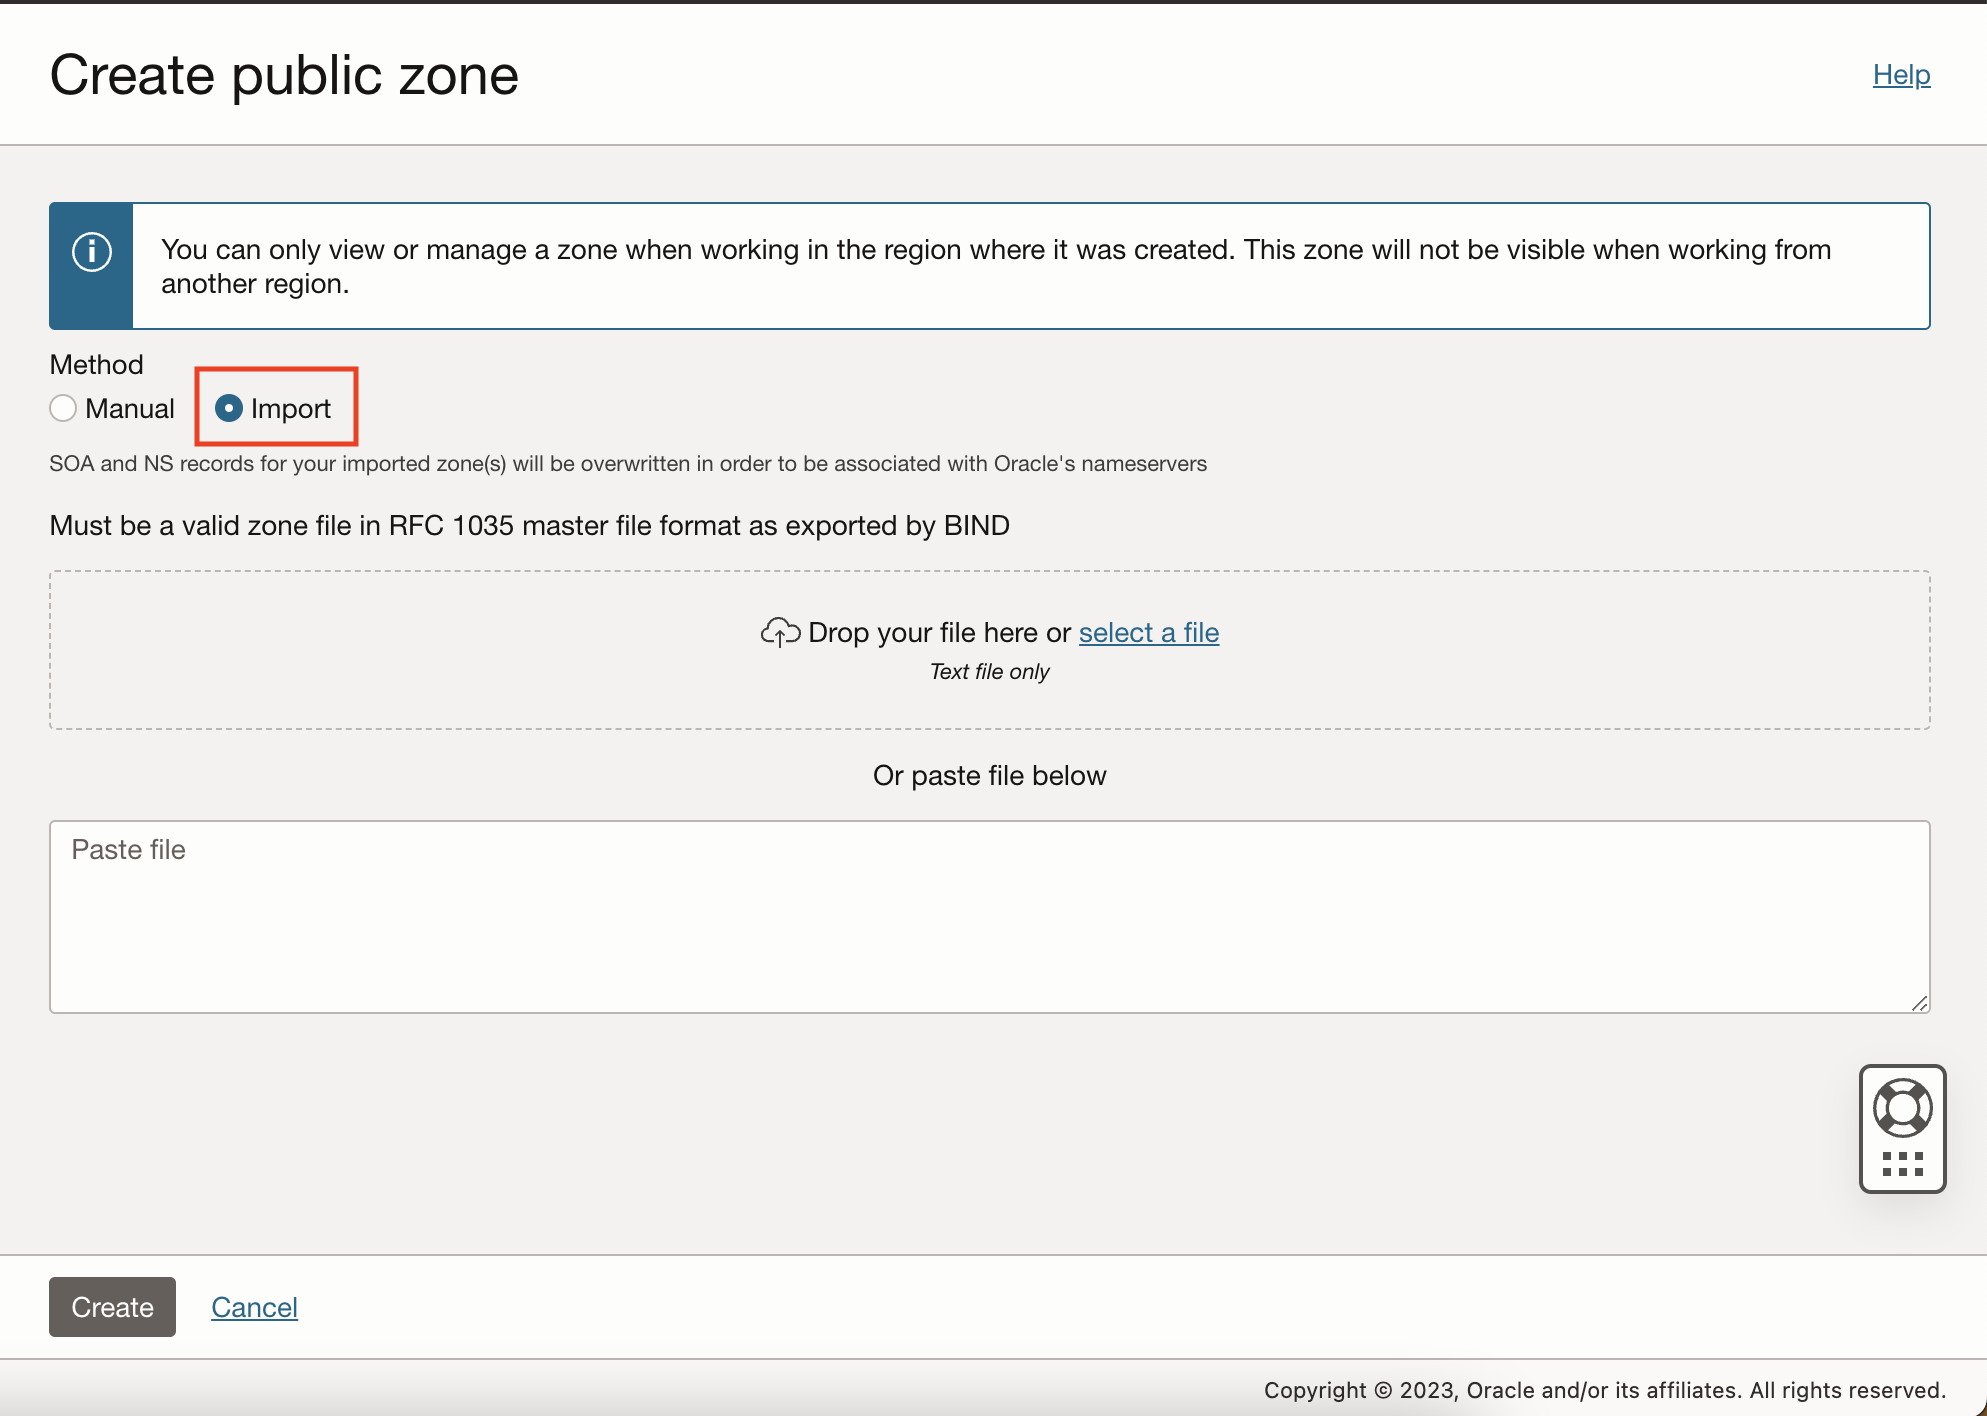 Create public zone
Help
You can only view or manage a zone when working in the region where it was created. This zone will not be visible when working from
another region.
Method
Manual
Import
SOA and NS records for your imported zone(s) will be overwritten in order to be associated with Oracle's nameservers
Must be a valid zone file in RFC 1035 master file format as exported by BIND
Drop your file here or select a file
Text file only
Or paste file below
Paste file
Create
Cancel
Copyright © 2023, Oracle and/or its affiliates. All rights reserved.